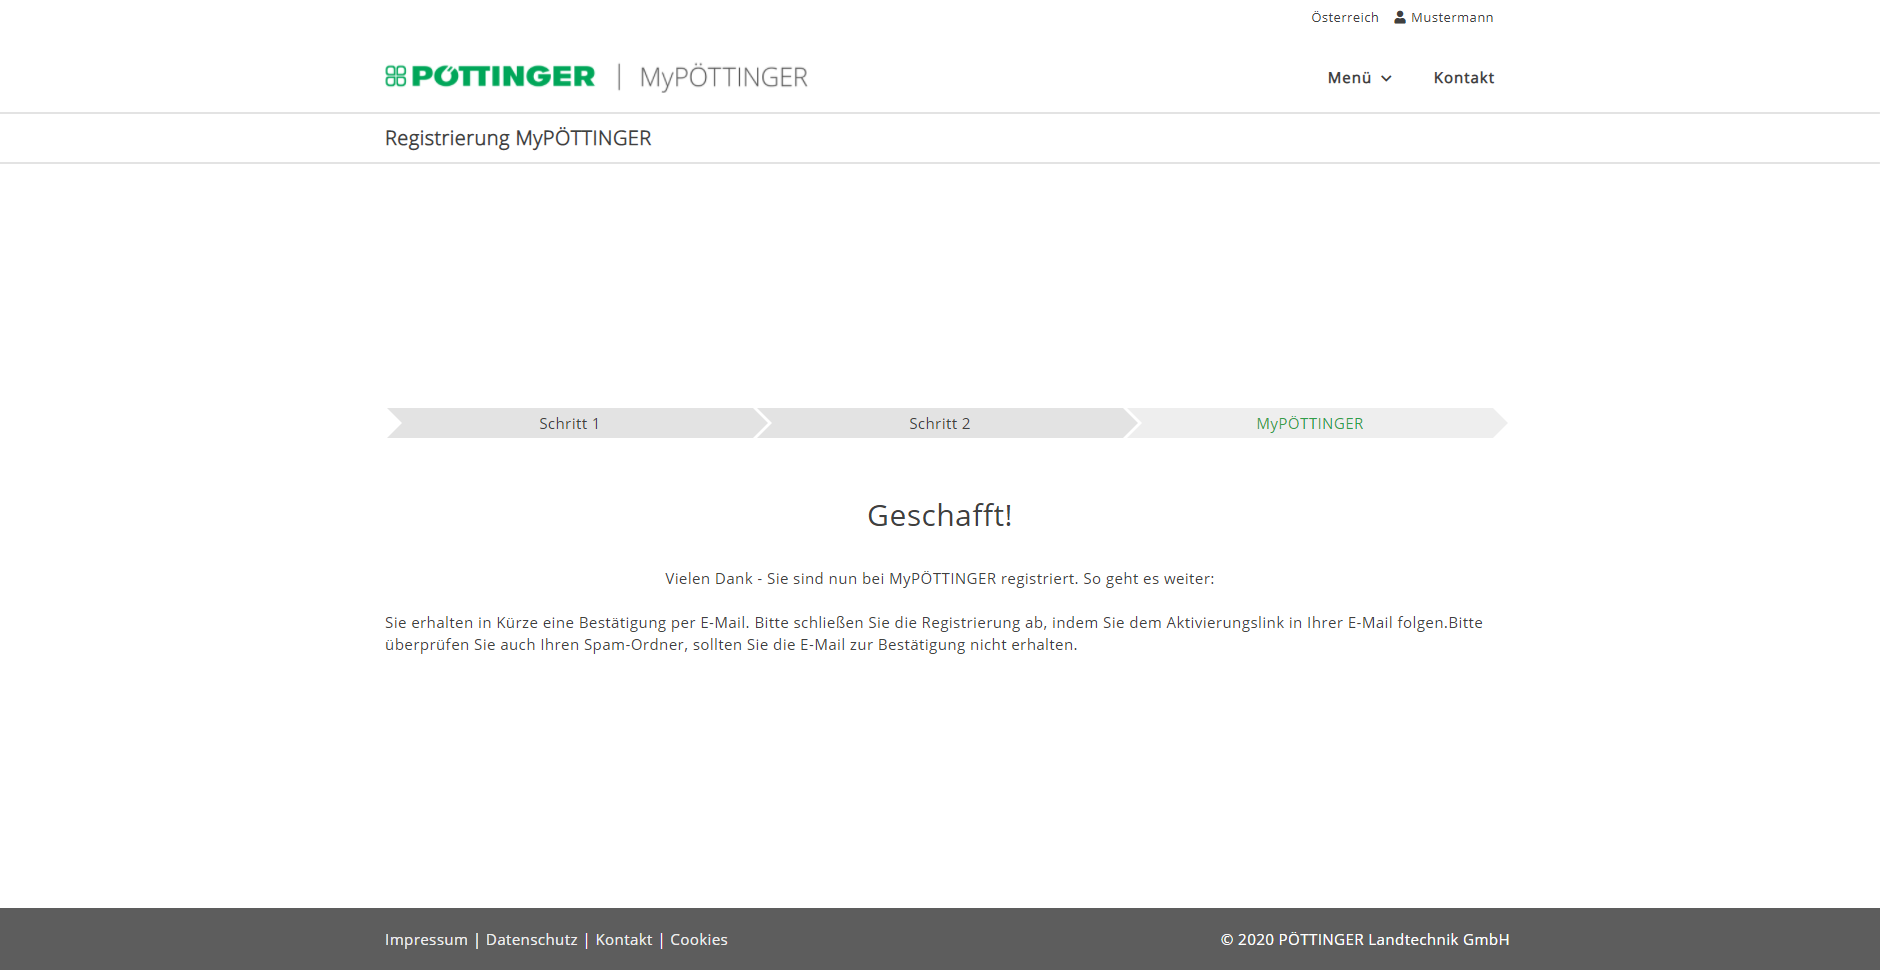 Österreich Mustermann
PÖTTINGER | MyPÖTTINGER
Menü Kontakt
Registrierung MyPÖTTINGER
Schritt 1 Schritt 2 MyPÖTTINGER
Geschafft!
Vielen Dank - Sie sind nun bei MyPÖTTINGER registriert. So geht es weiter:
Sie erhalten in Kürze eine Bestätigung per E-Mail. Bitte schließen Sie die Registrierung ab, indem Sie dem Aktivierungslink in Ihrer E-Mail folgen.Bitte
überprüfen Sie auch Ihren Spam-Ordner, sollten Sie die E-Mail zur Bestätigung nicht erhalten.
Impressum | Datenschutz | Kontakt | Cookies
© 2020 PÖTTINGER Landtechnik GmbH